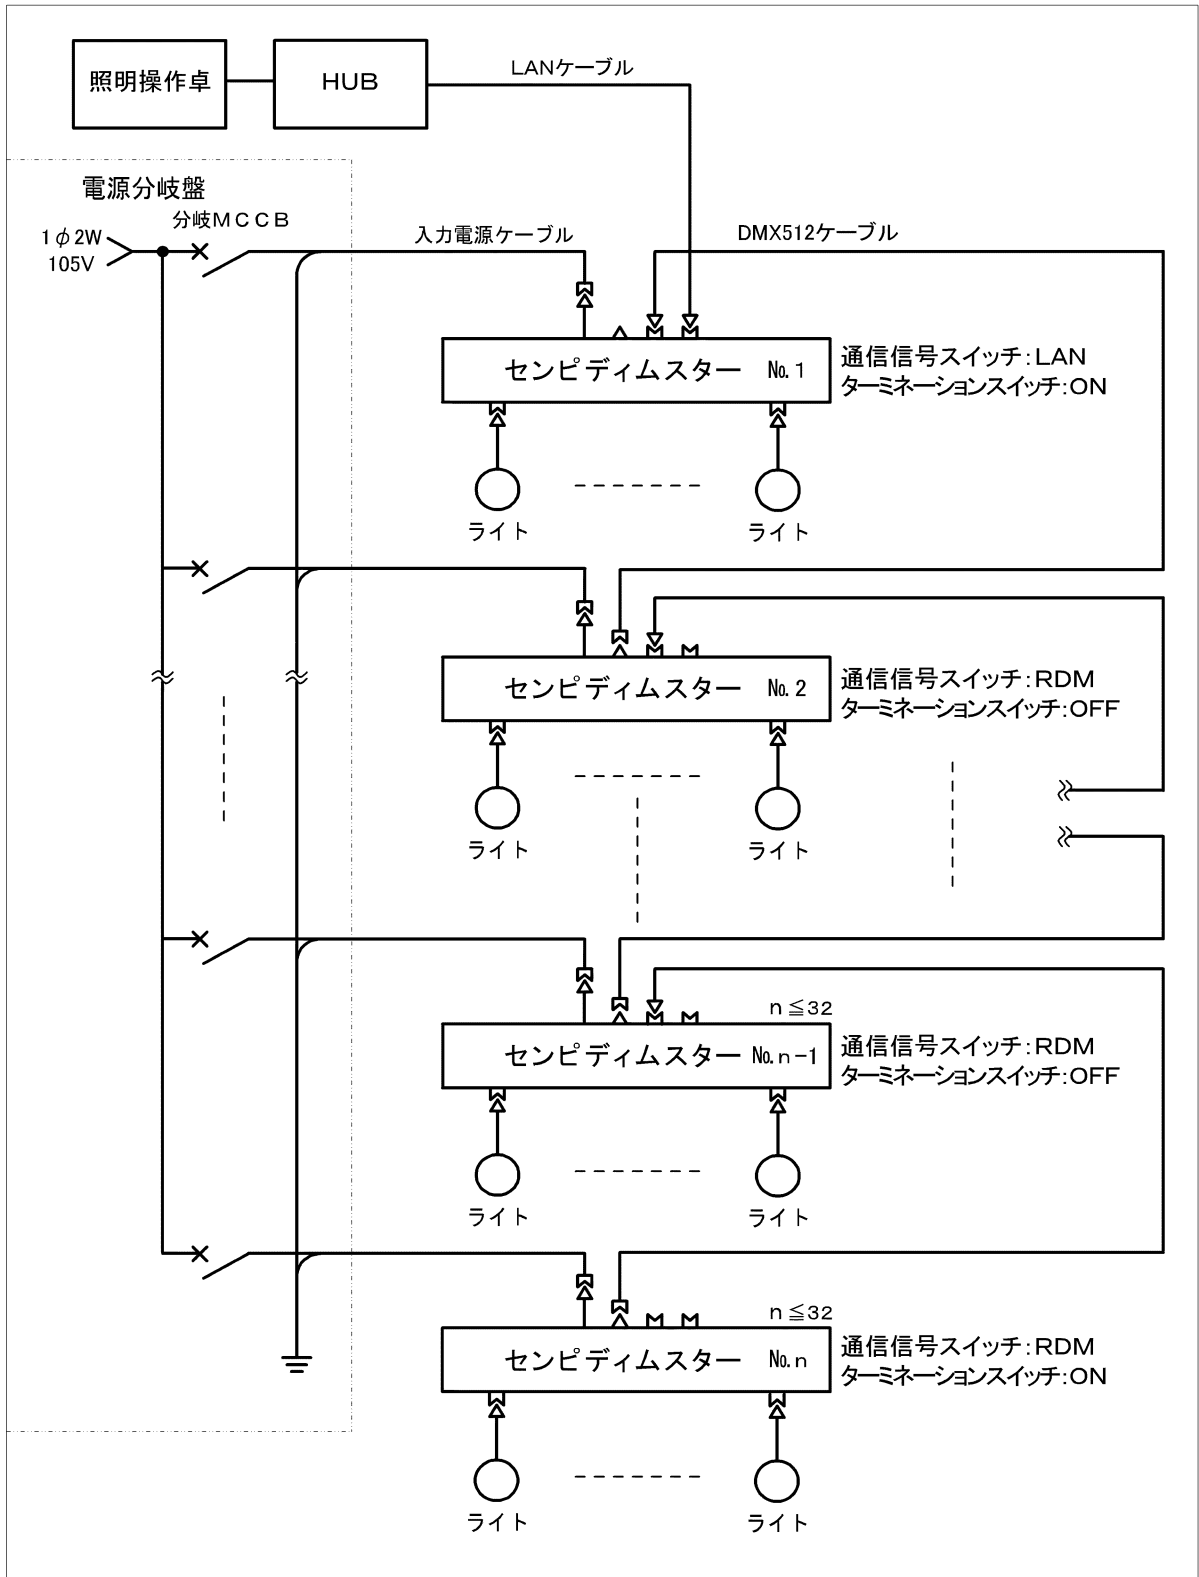 照明操作卓
HUB
LANケーブル
電源分岐盤
分岐MCCB
1φ2W
105V
入力電源ケーブル
DMX512ケーブル
センピディムスター №.1
通信信号スイッチ:LAN
ターミネーションスイッチ:ON
ライト
ライト
センピディムスター №.2
通信信号スイッチ:RDM
ターミネーションスイッチ:OFF
ライト
ライト
n≦32
センピディムスター №.n-1
通信信号スイッチ:RDM
ターミネーションスイッチ:OFF
ライト
ライト
n≦32
センピディムスター №.n
通信信号スイッチ:RDM
ターミネーションスイッチ:ON
ライト
ライト